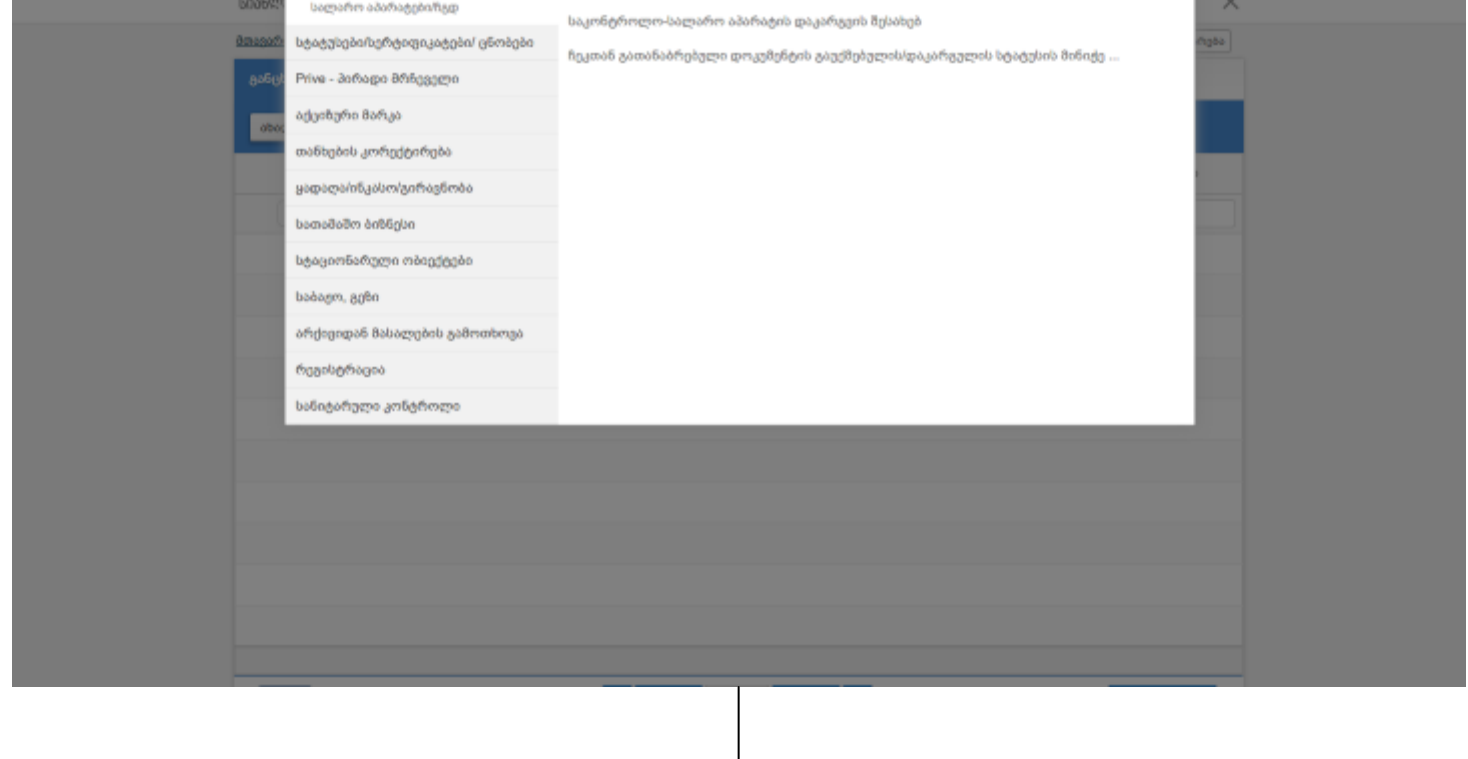 სალარო აპარატები/ჩგდ
საკონტროლო-სალარო აპარატის დაკარგვის შესახებ
სტატუსები/სერტიფიკატები/ ცნობები
ჩეკთან გათანაბრებული დოკუმენტის გაუქმებულის/დაკარგულის სტატუსის მინიჭე ...
Prive - პირადი მრჩეველი
აქციზური მარკა
თანხების კორექტირება
ყადაღა/ინკასო/გირავნობა
სათამაშო ბიზნესი
სტაციონარული ობიექტები
საბაჟო, გეზი
არქივიდან მასალების გამოთხოვა
რეგისტრაცია
სანიტარული კონტროლი